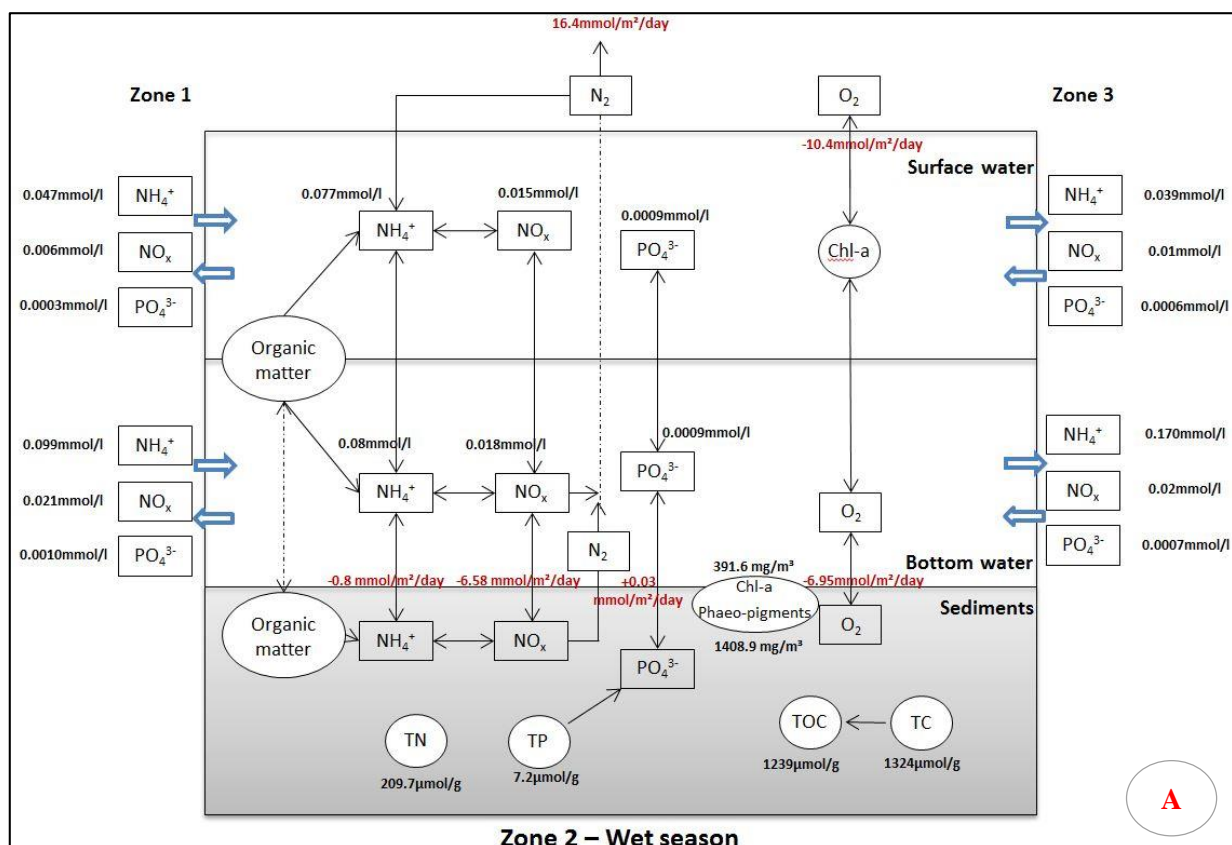 16.4mmol/m²/day
Zone 1
N₂
O₂
Zone 3
-10.4mmol/m²/day
Surface water
0.047mmol/l
NH₄⁺
0.077mmol/l
0.015mmol/l
NH₄⁺
0.039mmol/l
0.0009mmol/l
NH₄⁺
NOₓ
0.006mmol/l
NOₓ
PO₄³⁻
Chl-a
NOₓ
0.01mmol/l
0.0003mmol/l
PO₄³⁻
PO₄³⁻
0.0006mmol/l
Organic
matter
0.099mmol/l
NH₄⁺
0.08mmol/l
0.018mmol/l
0.0009mmol/l
NH₄⁺
0.170mmol/l
PO₄³⁻
0.021mmol/l
NOₓ
NH₄⁺
NOₓ
O₂
NOₓ
0.02mmol/l
0.0010mmol/l
PO₄³⁻
N₂
PO₄³⁻
0.0007mmol/l
Bottom water
391.6 mg/m³
-0.8 mmol/m²/day
-6.58 mmol/m²/day
+0.03
mmol/m²/day
-6.95mmol/m²/day
Chl-a
Phaeo-pigments
Sediments
Organic
matter
NH₄⁺
NOₓ
O₂
1408.9 mg/m³
PO₄³⁻
TN
TP
TOC
TC
209.7μmol/g
7.2μmol/g
1239μmol/g
1324μmol/g
A
Zone 2 – Wet season